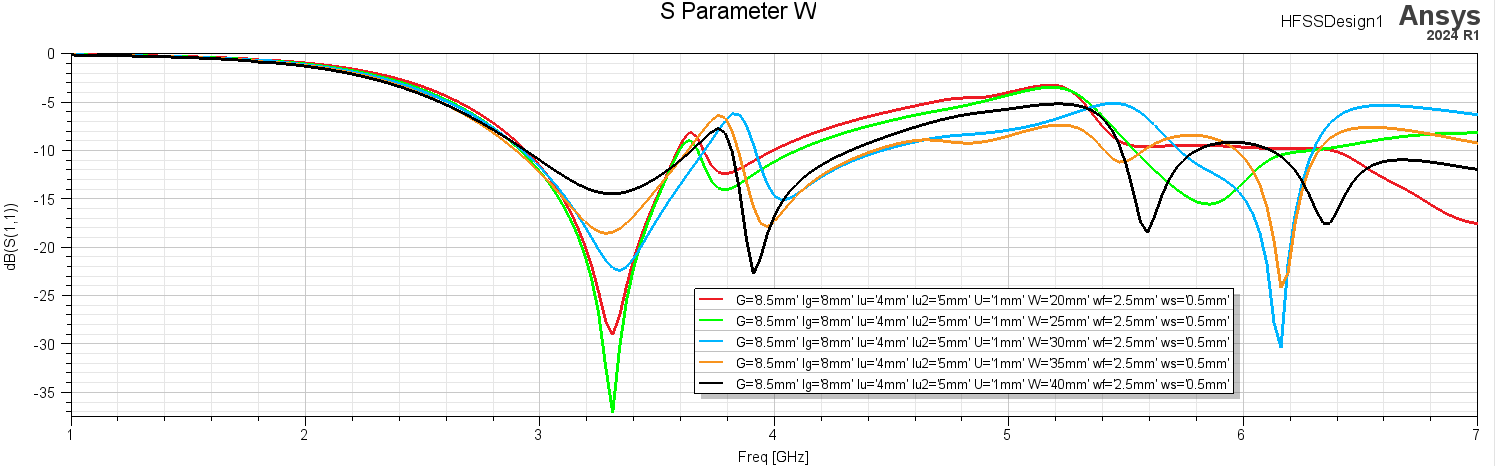 S Parameter W
HFSSDesign1
Ansys
2024 R1
0
-5
-10
-15
-20
-25
-30
-35
dB(S(1,1))
G='8.5mm' lg='8mm' lu='4mm' lu2='5mm' U='1mm' W='20mm' wf='2.5mm' ws='0.5mm'
G='8.5mm' lg='8mm' lu='4mm' lu2='5mm' U='1mm' W='25mm' wf='2.5mm' ws='0.5mm'
G='8.5mm' lg='8mm' lu='4mm' lu2='5mm' U='1mm' W='30mm' wf='2.5mm' ws='0.5mm'
G='8.5mm' lg='8mm' lu='4mm' lu2='5mm' U='1mm' W='35mm' wf='2.5mm' ws='0.5mm'
G='8.5mm' lg='8mm' lu='4mm' lu2='5mm' U='1mm' W='40mm' wf='2.5mm' ws='0.5mm'
1 2 3 4 5 6 7
Freq [GHz]